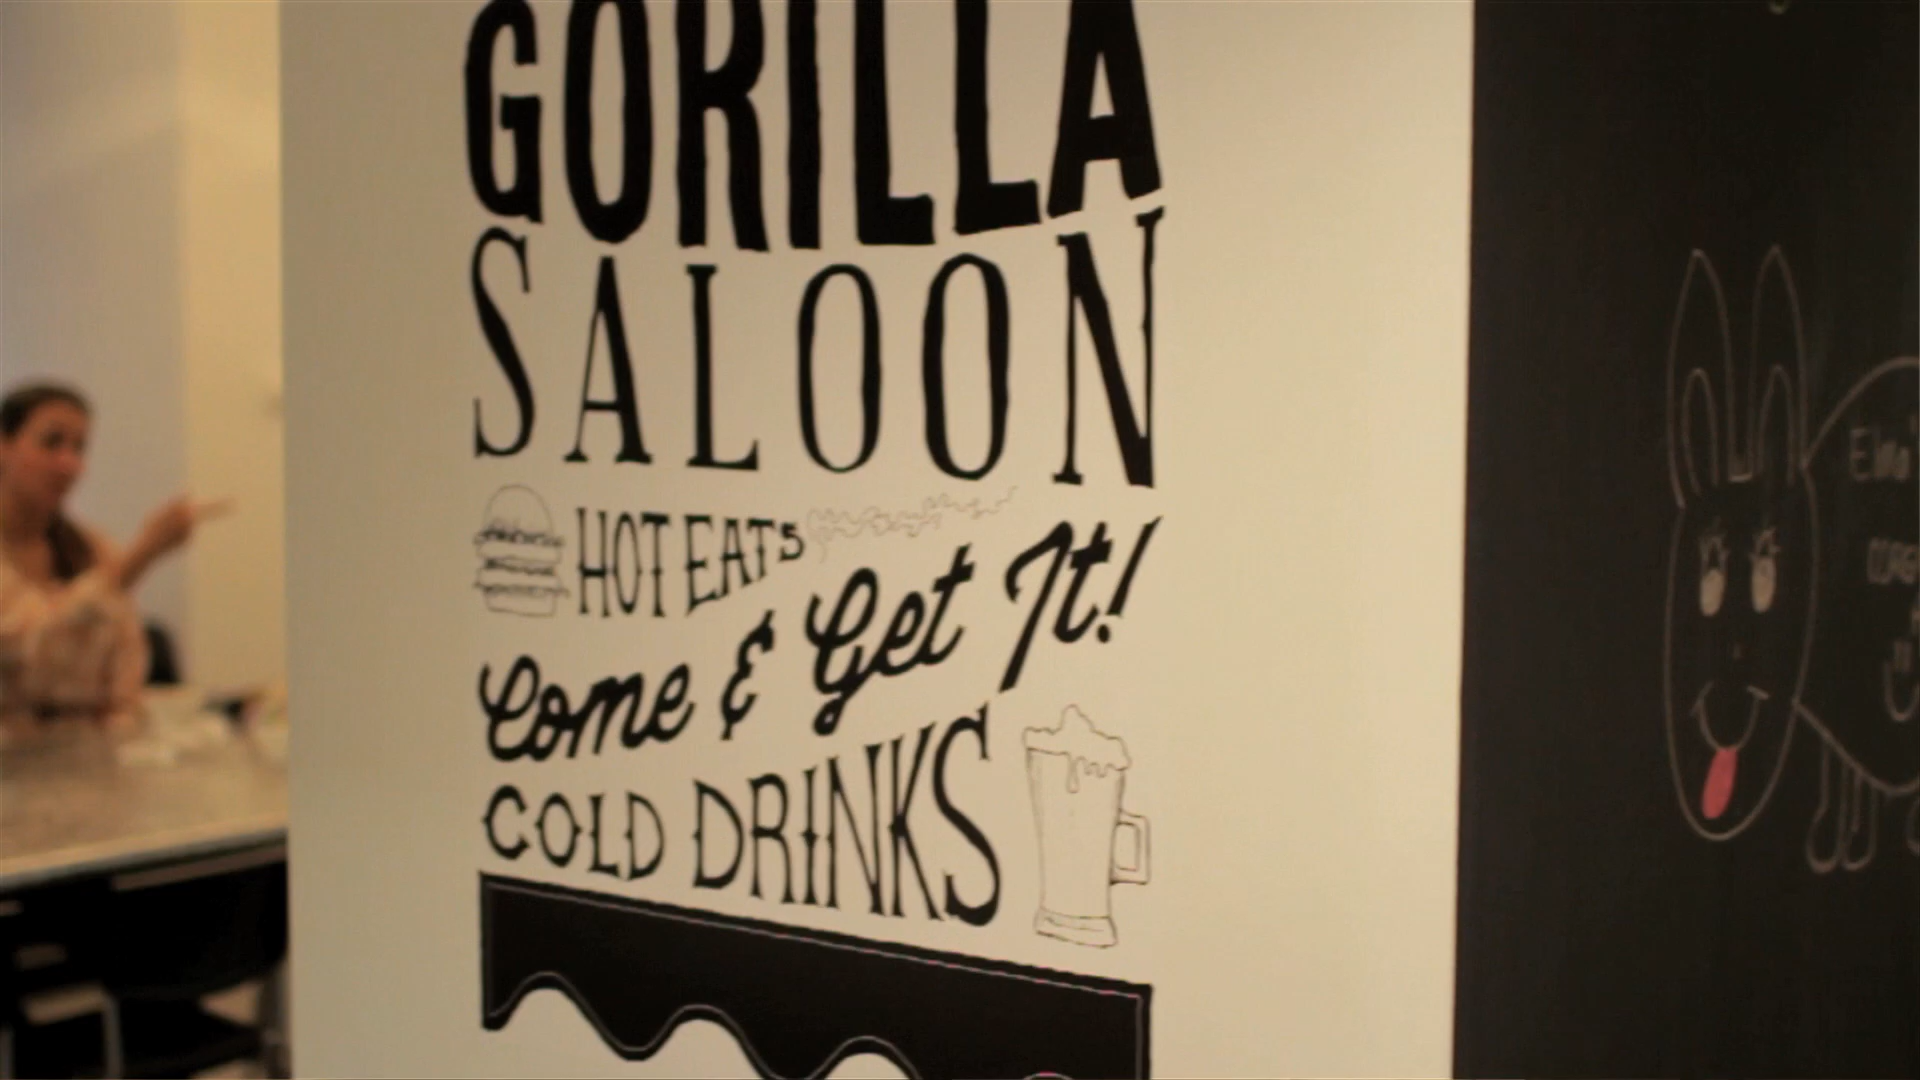 GORILLA
SALOON
HOT EATS
Come & Get It!
COLD DRINKS